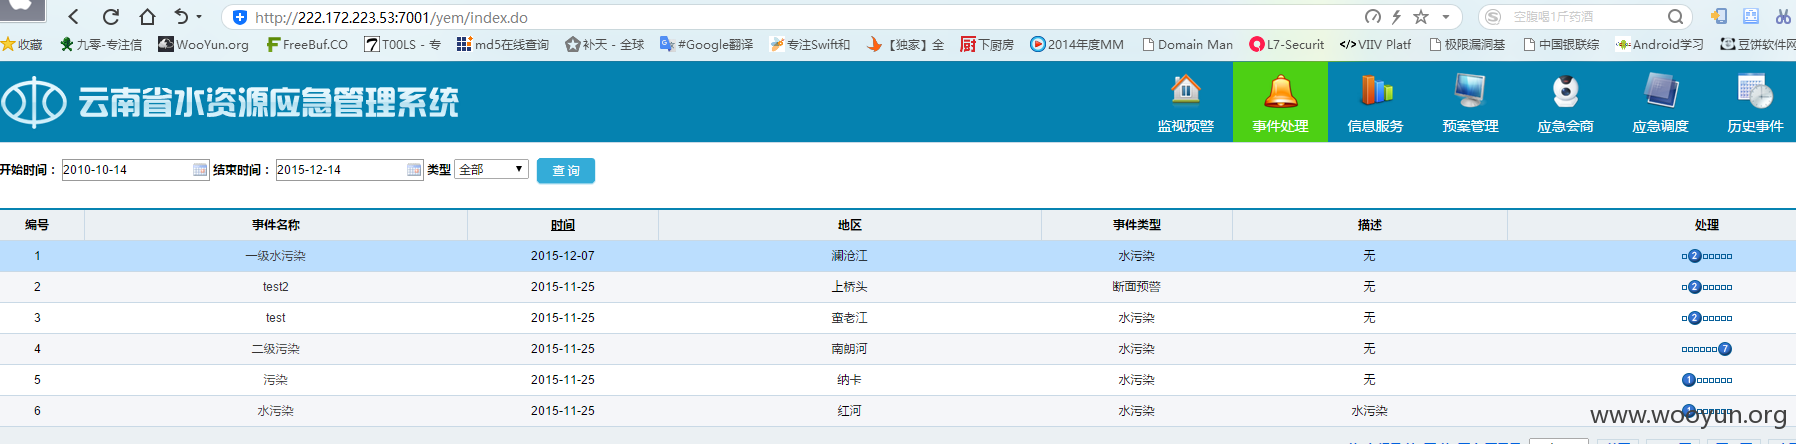 http://222.172.223.53:7001/yem/index.do
空腹喝1斤药酒
收藏 九零-专注信 WooYun.org FreeBuf.CO T00LS - 专 md5在线查询 补天 - 全球 #Google翻译 专注Swift和 【独家】全 厨 下厨房 2014年度MM Domain Man L7-Securit </> VIIV Platf 极限漏洞基 中国银联综 Android学习 豆饼软件网
云南省水资源应急管理系统
监视预警 事件处理 信息服务 预案管理 应急会商 应急调度 历史事件
开始时间： 2010-10-14 结束时间： 2015-12-14 类型 全部 查 询
编号 事件名称 时间 地区 事件类型 描述 处理
1 一级水污染 2015-12-07 澜沧江 水污染 无 2
2 test2 2015-11-25 上桥头 断面预警 无 2
3 test 2015-11-25 蛮老江 水污染 无 2
4 二级污染 2015-11-25 南朗河 水污染 无 7
5 污染 2015-11-25 纳卡 水污染 无 1
6 水污染 2015-11-25 红河 水污染 水污染 1
www.wooyun.org